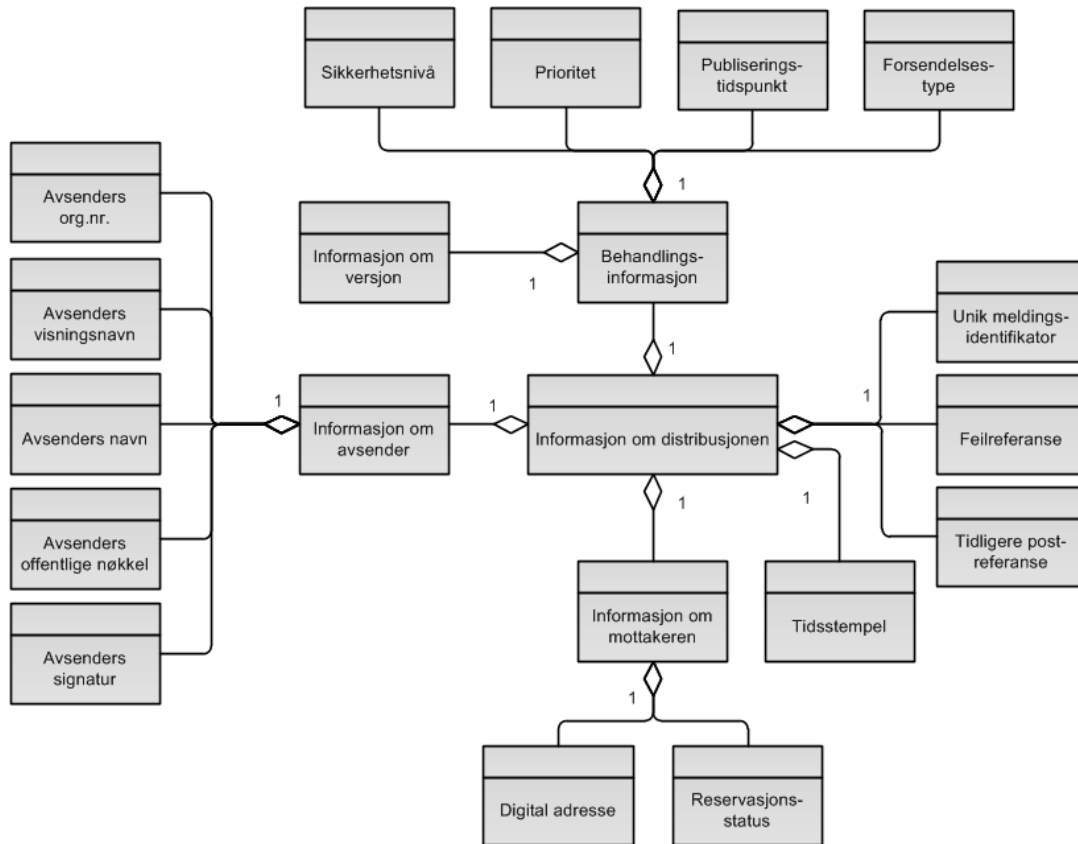 Sikkerhetsnivå
Prioritet
Publiserings-
tidspunkt
Forsendelses-
type
1
Avsenders
org.nr.
Informasjon om
versjon
1
Behandlings-
informasjon
Avsenders
visningsnavn
Unik meldings-
identifikator
1
Avsenders navn
1
Informasjon om
avsender
1
Informasjon om distribusjonen
1
Feilreferanse
1
1
Avsenders
offentlige nøkkel
Tidligere post-
referanse
Informasjon om
mottakeren
Tidsstempel
Avsenders
signatur
1
Digital adresse
Reservasjons-
status